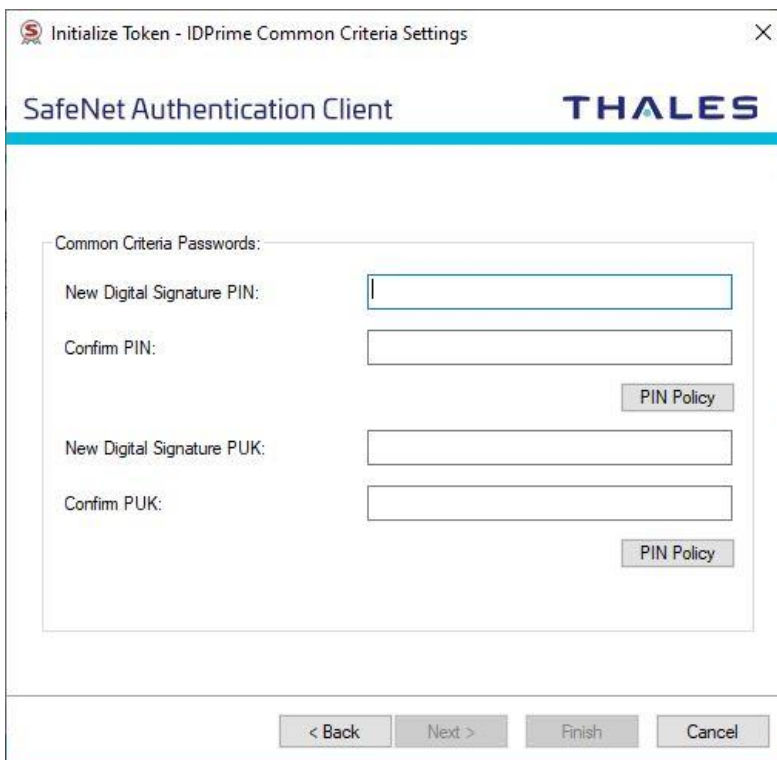 Initialize Token - IDPrime Common Criteria Settings
SafeNet Authentication Client
THALES
Common Criteria Passwords:
New Digital Signature PIN:
Confirm PIN:
PIN Policy
New Digital Signature PUK:
Confirm PUK:
PIN Policy
< Back Next > Finish Cancel